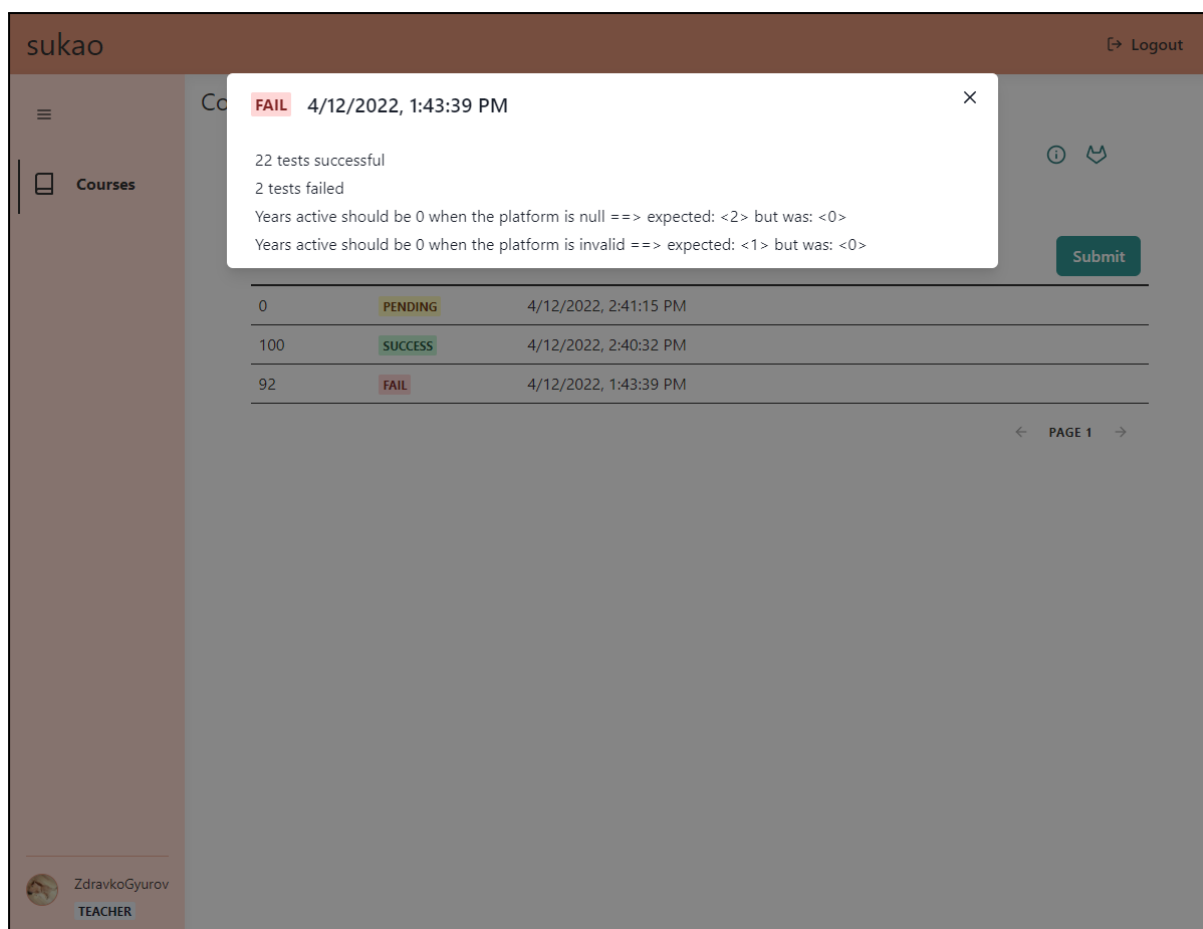 sukao
Logout
Co
FAIL 4/12/2022, 1:43:39 PM
22 tests successful
2 tests failed
Years active should be 0 when the platform is null ==> expected: <2> but was: <0>
Years active should be 0 when the platform is invalid ==> expected: <1> but was: <0>
Courses
Submit
0 PENDING 4/12/2022, 2:41:15 PM
100 SUCCESS 4/12/2022, 2:40:32 PM
92 FAIL 4/12/2022, 1:43:39 PM
PAGE 1
ZdravkoGyurov
TEACHER